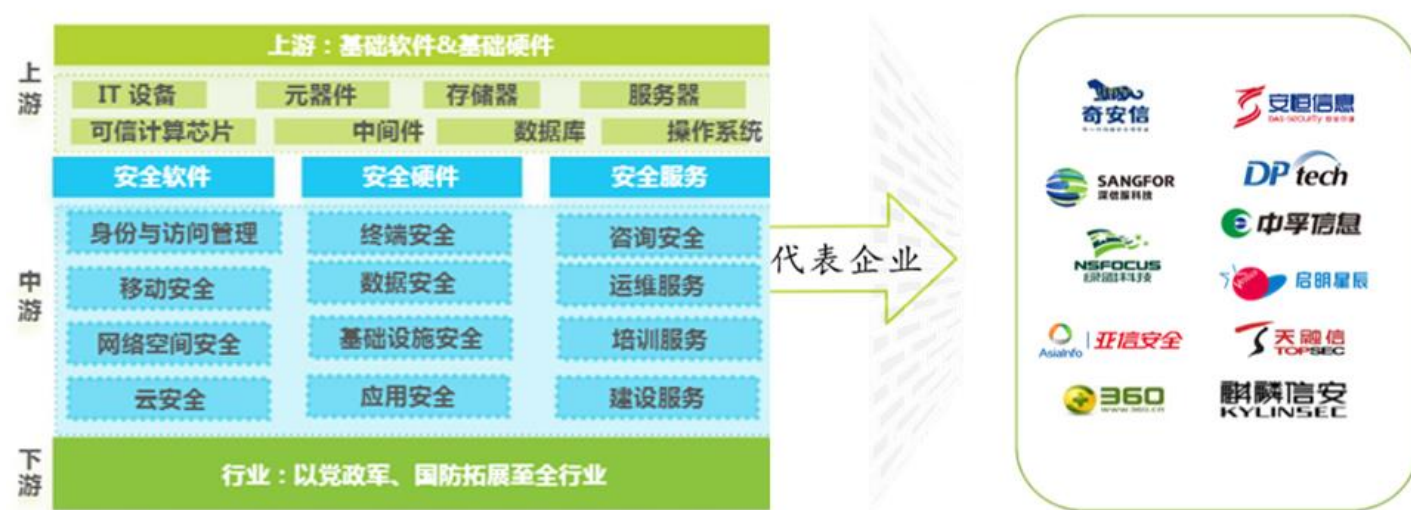 上游：基础软件&基础硬件
上游
IT 设备 元器件 存储器 服务器
可信计算芯片 中间件 数据库 操作系统
中游
安全软件 安全硬件 安全服务
身份与访问管理 终端安全 咨询安全
移动安全 数据安全 运维服务
网络空间安全 基础设施安全 培训服务
云安全 应用安全 建设服务
下游
行业：以党政军、国防拓展至全行业
代表企业
奇安信
安恒信息
SANGFOR
深信服科技
DPtech
中孚信息
NSFOCUS
绿盟科技
启明星辰
AsiaInfo 亚信安全
天融信
TOPSEC
360
www.360.cn
麒麟信安
KYLINSEC